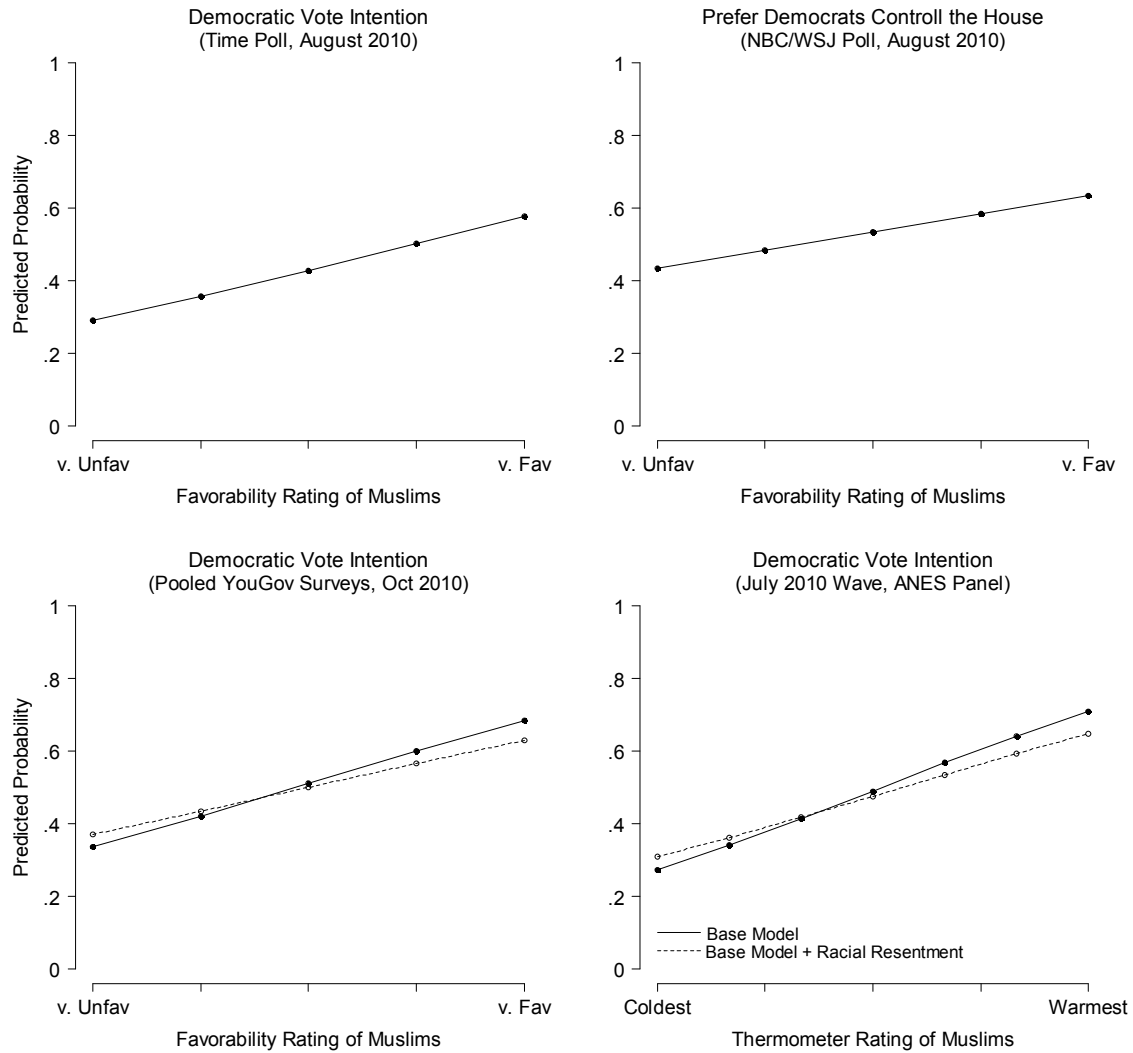 Democratic Vote Intention
(Time Poll, August 2010)
1
.8
.6
.4
.2
0
Predicted Probability
v. Unfav
v. Fav
Favorability Rating of Muslims
Prefer Democrats Controll the House
(NBC/WSJ Poll, August 2010)
1
.8
.6
.4
.2
0
v. Unfav
v. Fav
Favorability Rating of Muslims
Democratic Vote Intention
(Pooled YouGov Surveys, Oct 2010)
1
.8
.6
.4
.2
0
Predicted Probability
v. Unfav
v. Fav
Favorability Rating of Muslims
Democratic Vote Intention
(July 2010 Wave, ANES Panel)
1
.8
.6
.4
.2
0
Base Model
Base Model + Racial Resentment
Coldest
Warmest
Thermometer Rating of Muslims